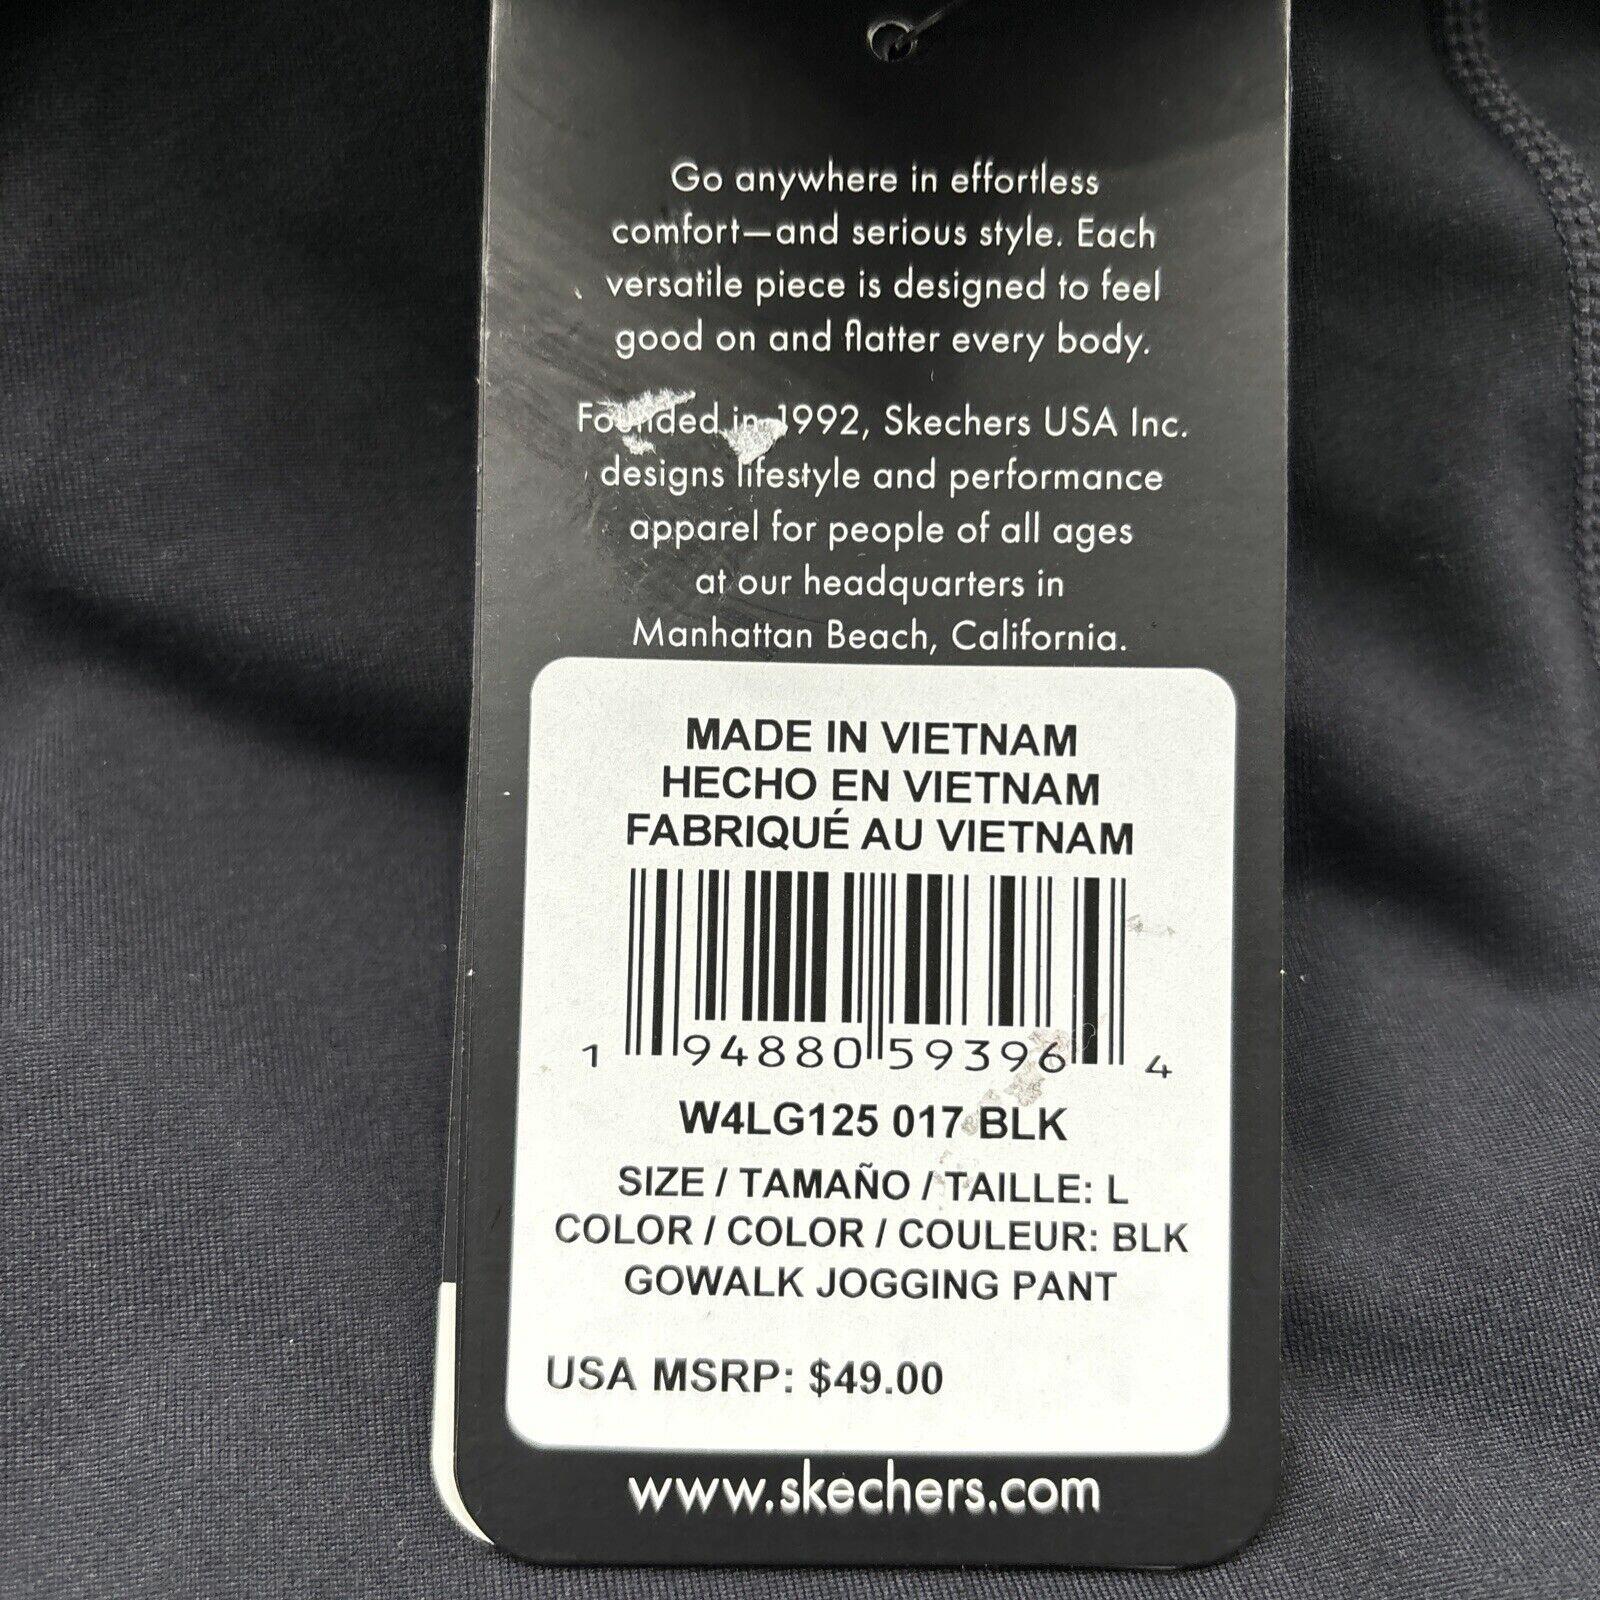 Go anywhere in effortless
comfort—and serious style. Each
versatile piece is designed to feel
good on and flatter every body.
Founded in 1992, Skechers USA Inc.
designs lifestyle and performance
apparel for people of all ages
at our headquarters in
Manhattan Beach, California.
MADE IN VIETNAM
HECHO EN VIETNAM
FABRIQUÉ AU VIETNAM
1 94880 59396 4
W4LG125 017 BLK
SIZE / TAMAÑO / TAILLE: L
COLOR / COLOR / COULEUR: BLK
GOWALK JOGGING PANT
USA MSRP: $49.00
www.skechers.com